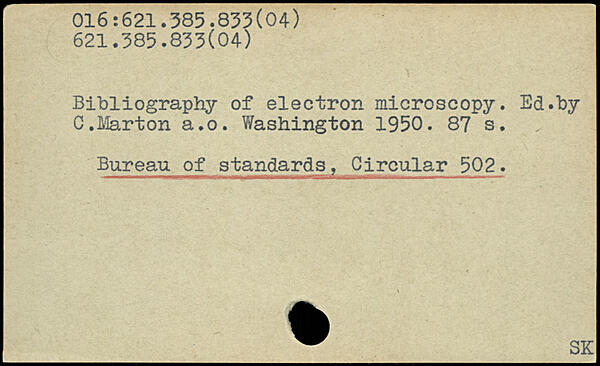 016:621.385.833(04)
621.385.833(04)
Bibliography of electron microscopy. Ed.by
C.Marton a.o. Washington 1950. 87 s.
Bureau of standards, Circular 502.
SK